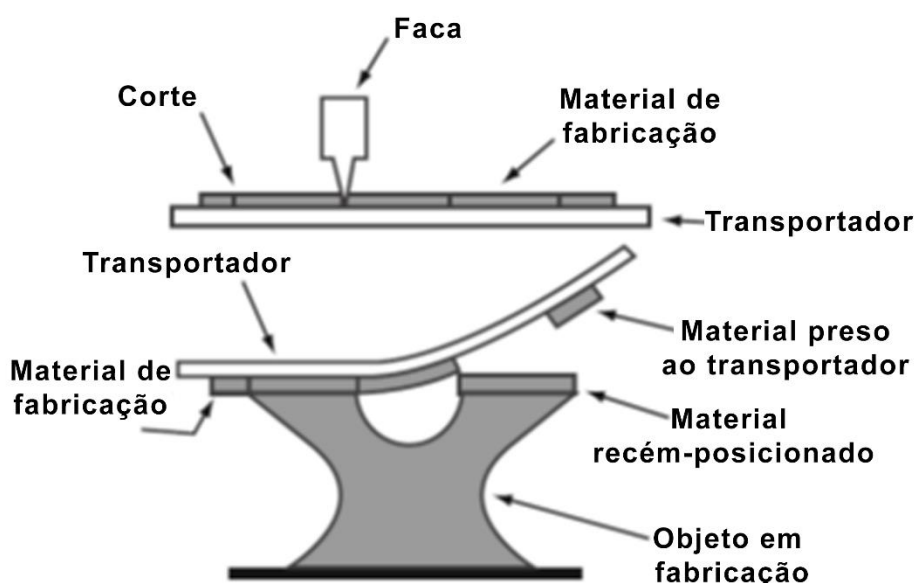 Faca
Corte
Material de
fabricação
Transportador
Transportador
Material preso
ao transportador
Material de
fabricação
Material
recém-posicionado
Objeto em
fabricação